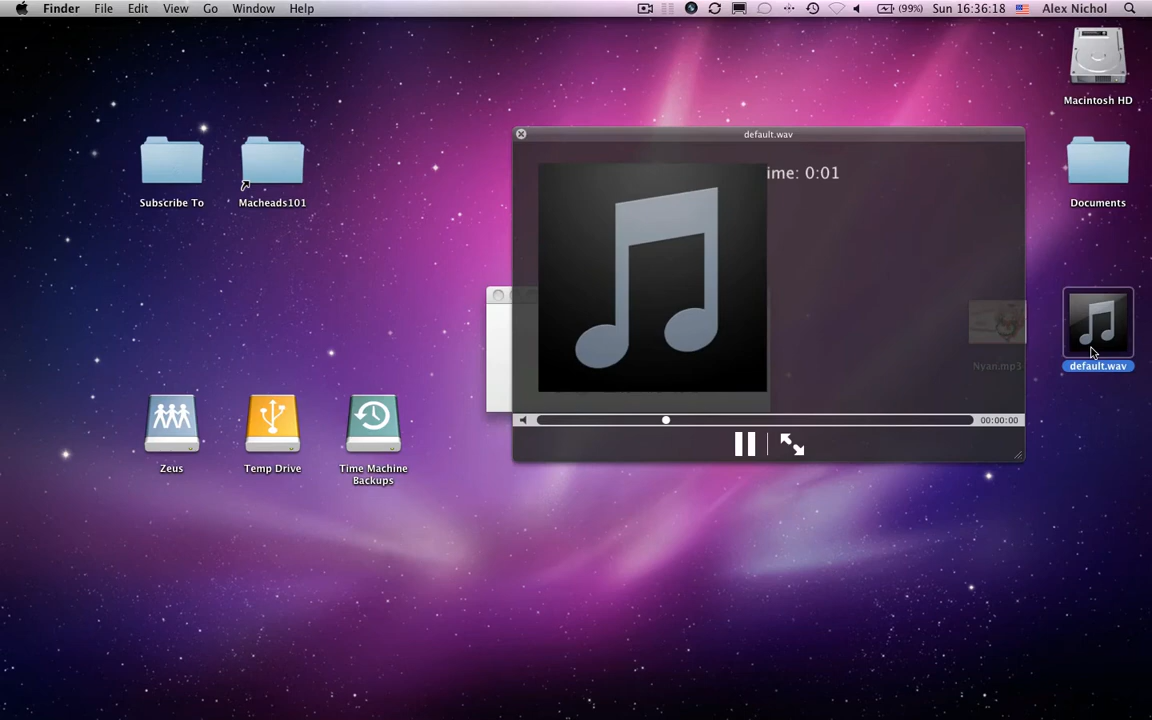 Finder File Edit View Go Window Help (99%) Sun 16:36:18 Alex Nichol
Macintosh HD
default.wav
ime: 0:01
Subscribe To
Macheads101
Documents
Nyan.mp3
default.wav
00:00:00
Zeus
Temp Drive
Time Machine
Backups